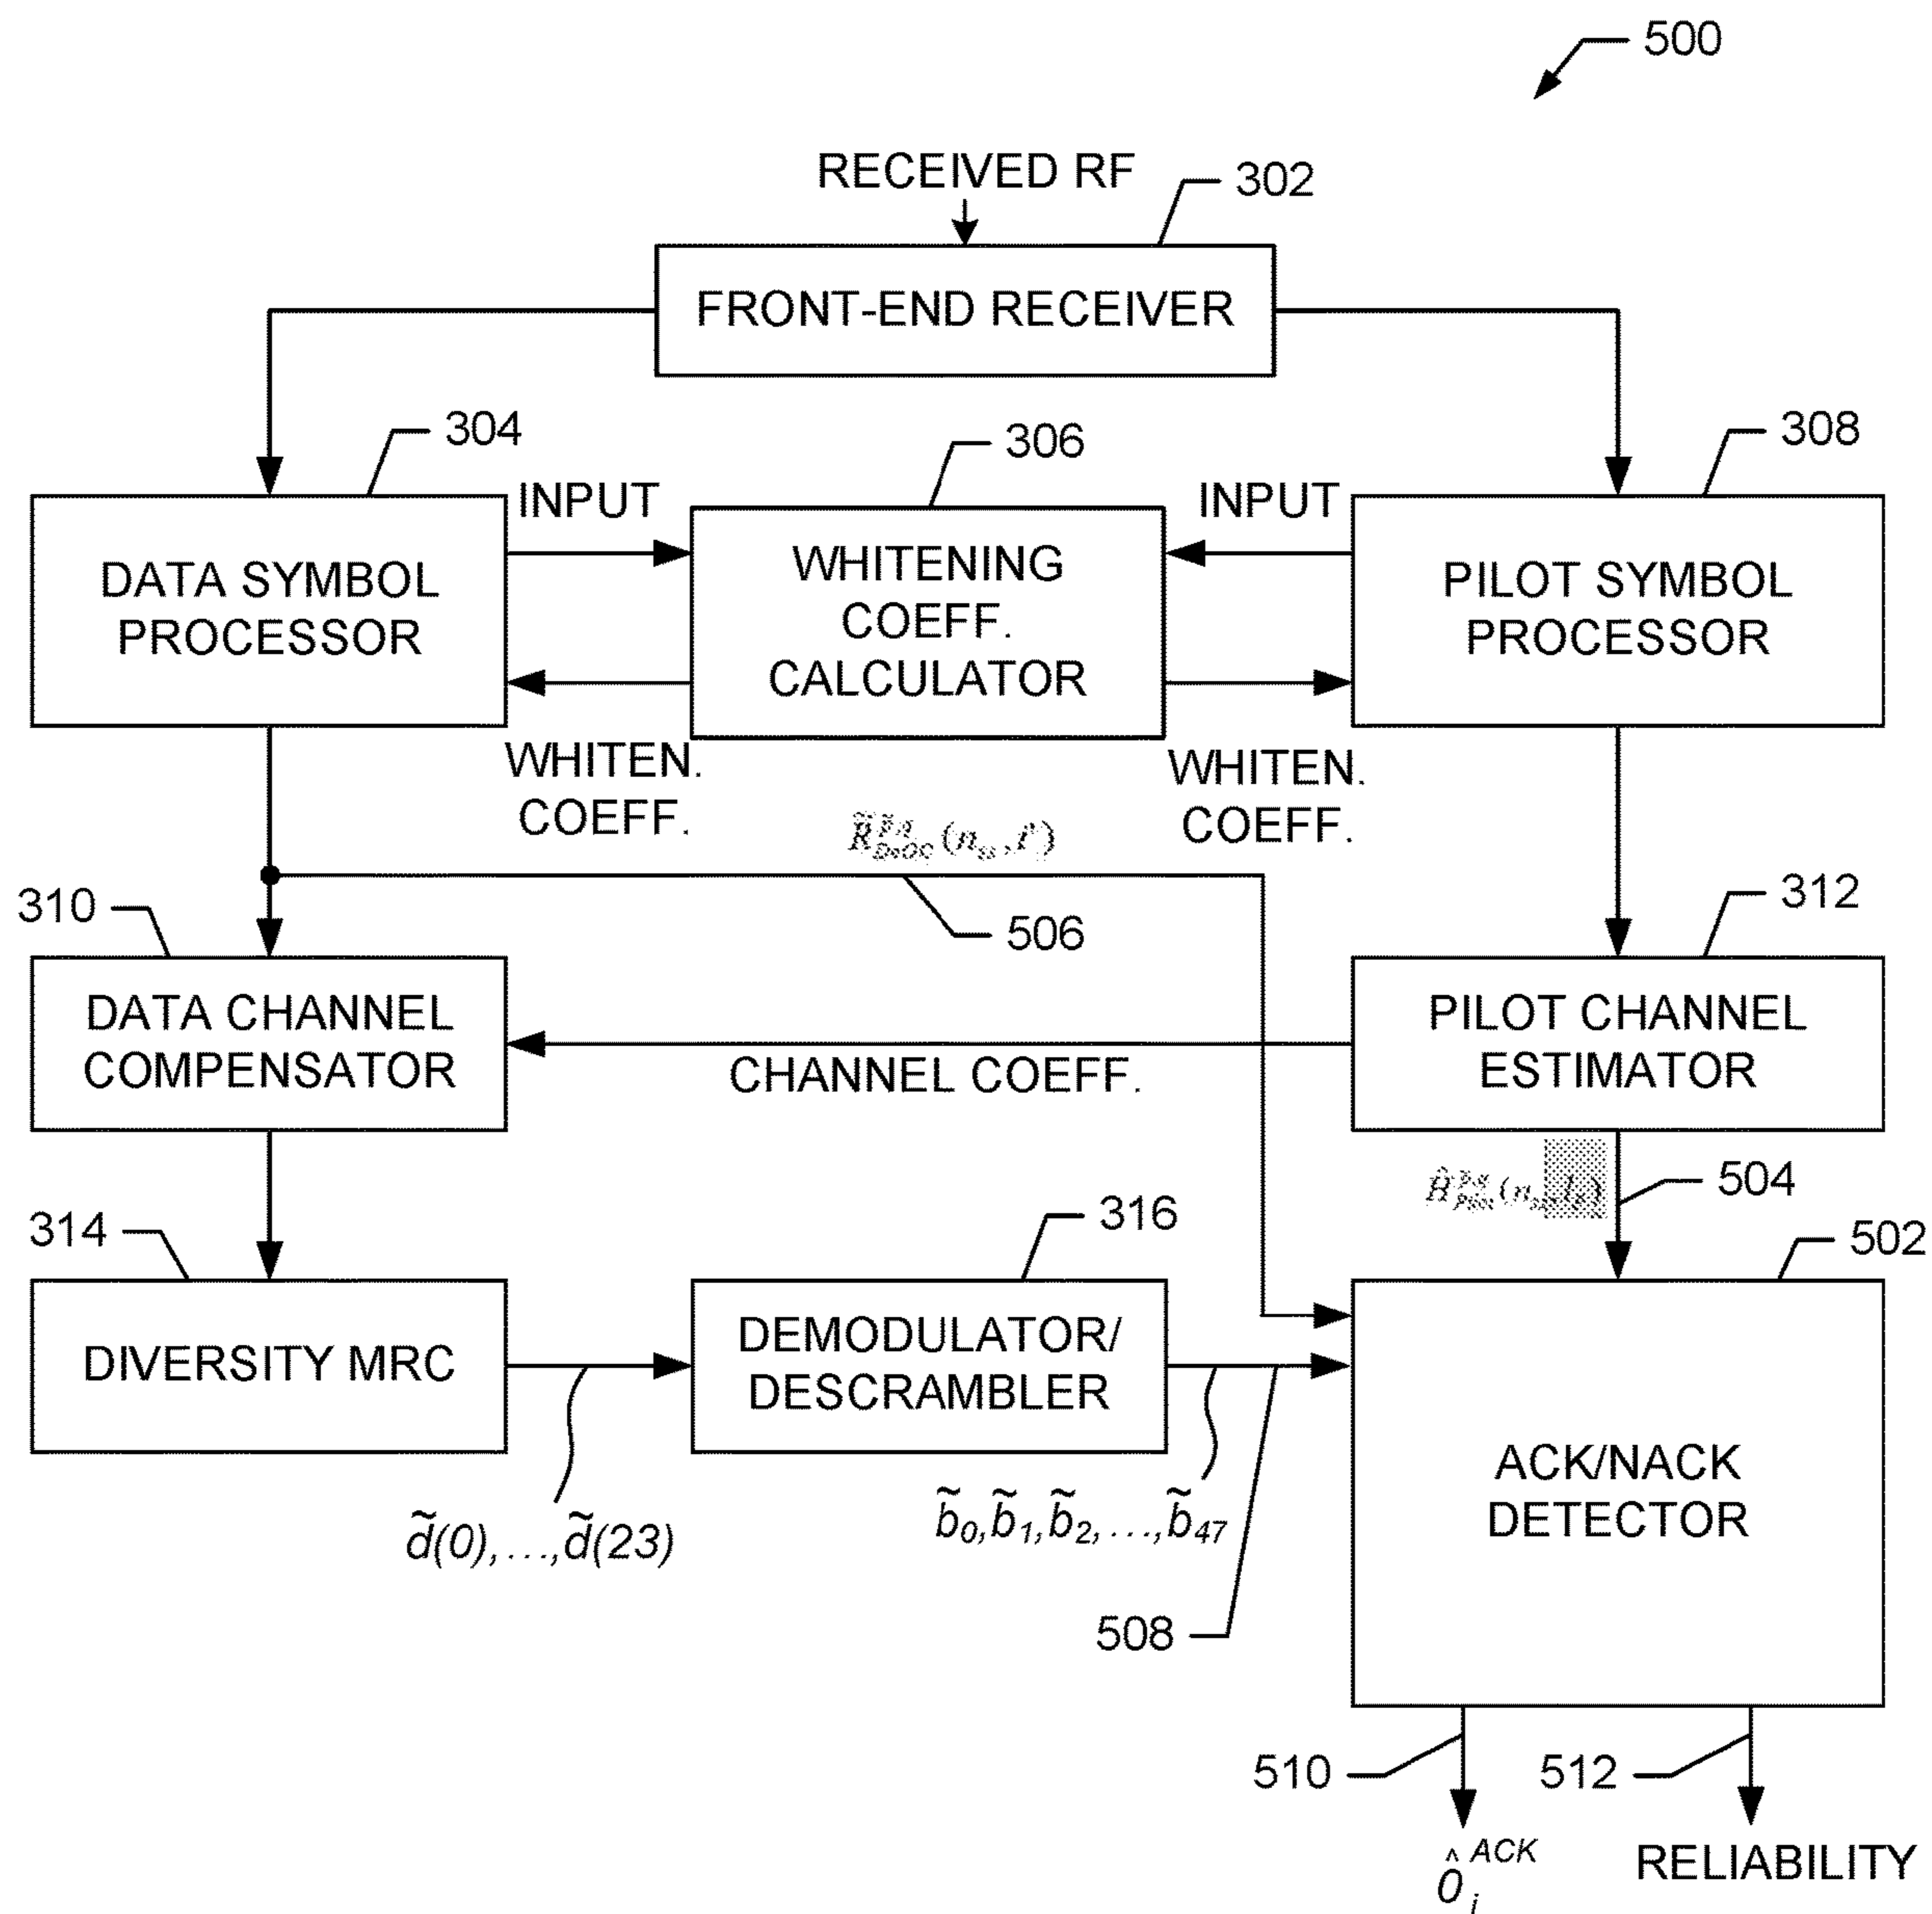 500
RECEIVED RF
302
FRONT-END RECEIVER
304
306
308
INPUT
INPUT
DATA SYMBOL
PROCESSOR
WHITENING
COEFF.
CALCULATOR
PILOT SYMBOL
PROCESSOR
WHITEN.
COEFF.
WHITEN.
COEFF.
310
506
312
DATA CHANNEL
COMPENSATOR
CHANNEL COEFF.
PILOT CHANNEL
ESTIMATOR
504
314
316
502
DIVERSITY MRC
DEMODULATOR/
DESCRAMBLER
ACK/NACK
DETECTOR
d̃(0),...,d̃(23)
b̃₀,b̃₁,b̃₂,...,b̃₄₇
508
510
512
0̂ᵢᴬᶜᴷ
RELIABILITY